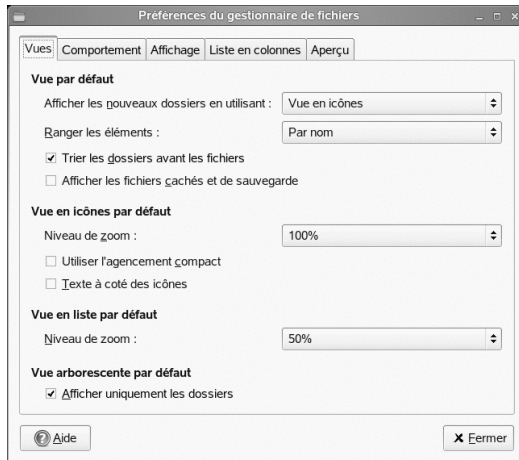 Préférences du gestionnaire de fichiers
Vues Comportement Affichage Liste en colonnes Aperçu
Vue par défaut
Afficher les nouveaux dossiers en utilisant : Vue en icônes
Ranger les éléments : Par nom
Trier les dossiers avant les fichiers
Afficher les fichiers cachés et de sauvegarde
Vue en icônes par défaut
Niveau de zoom : 100%
Utiliser l'agencement compact
Texte à coté des icônes
Vue en liste par défaut
Niveau de zoom : 50%
Vue arborescente par défaut
Afficher uniquement les dossiers
Aide Fermer